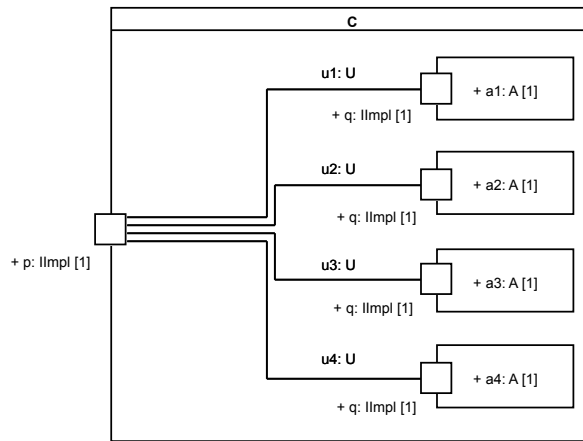 C
u1: U
+ a1: A [1]
+ q: IImpl [1]
u2: U
+ a2: A [1]
+ q: IImpl [1]
+ p: IImpl [1]
u3: U
+ a3: A [1]
+ q: IImpl [1]
u4: U
+ a4: A [1]
+ q: IImpl [1]